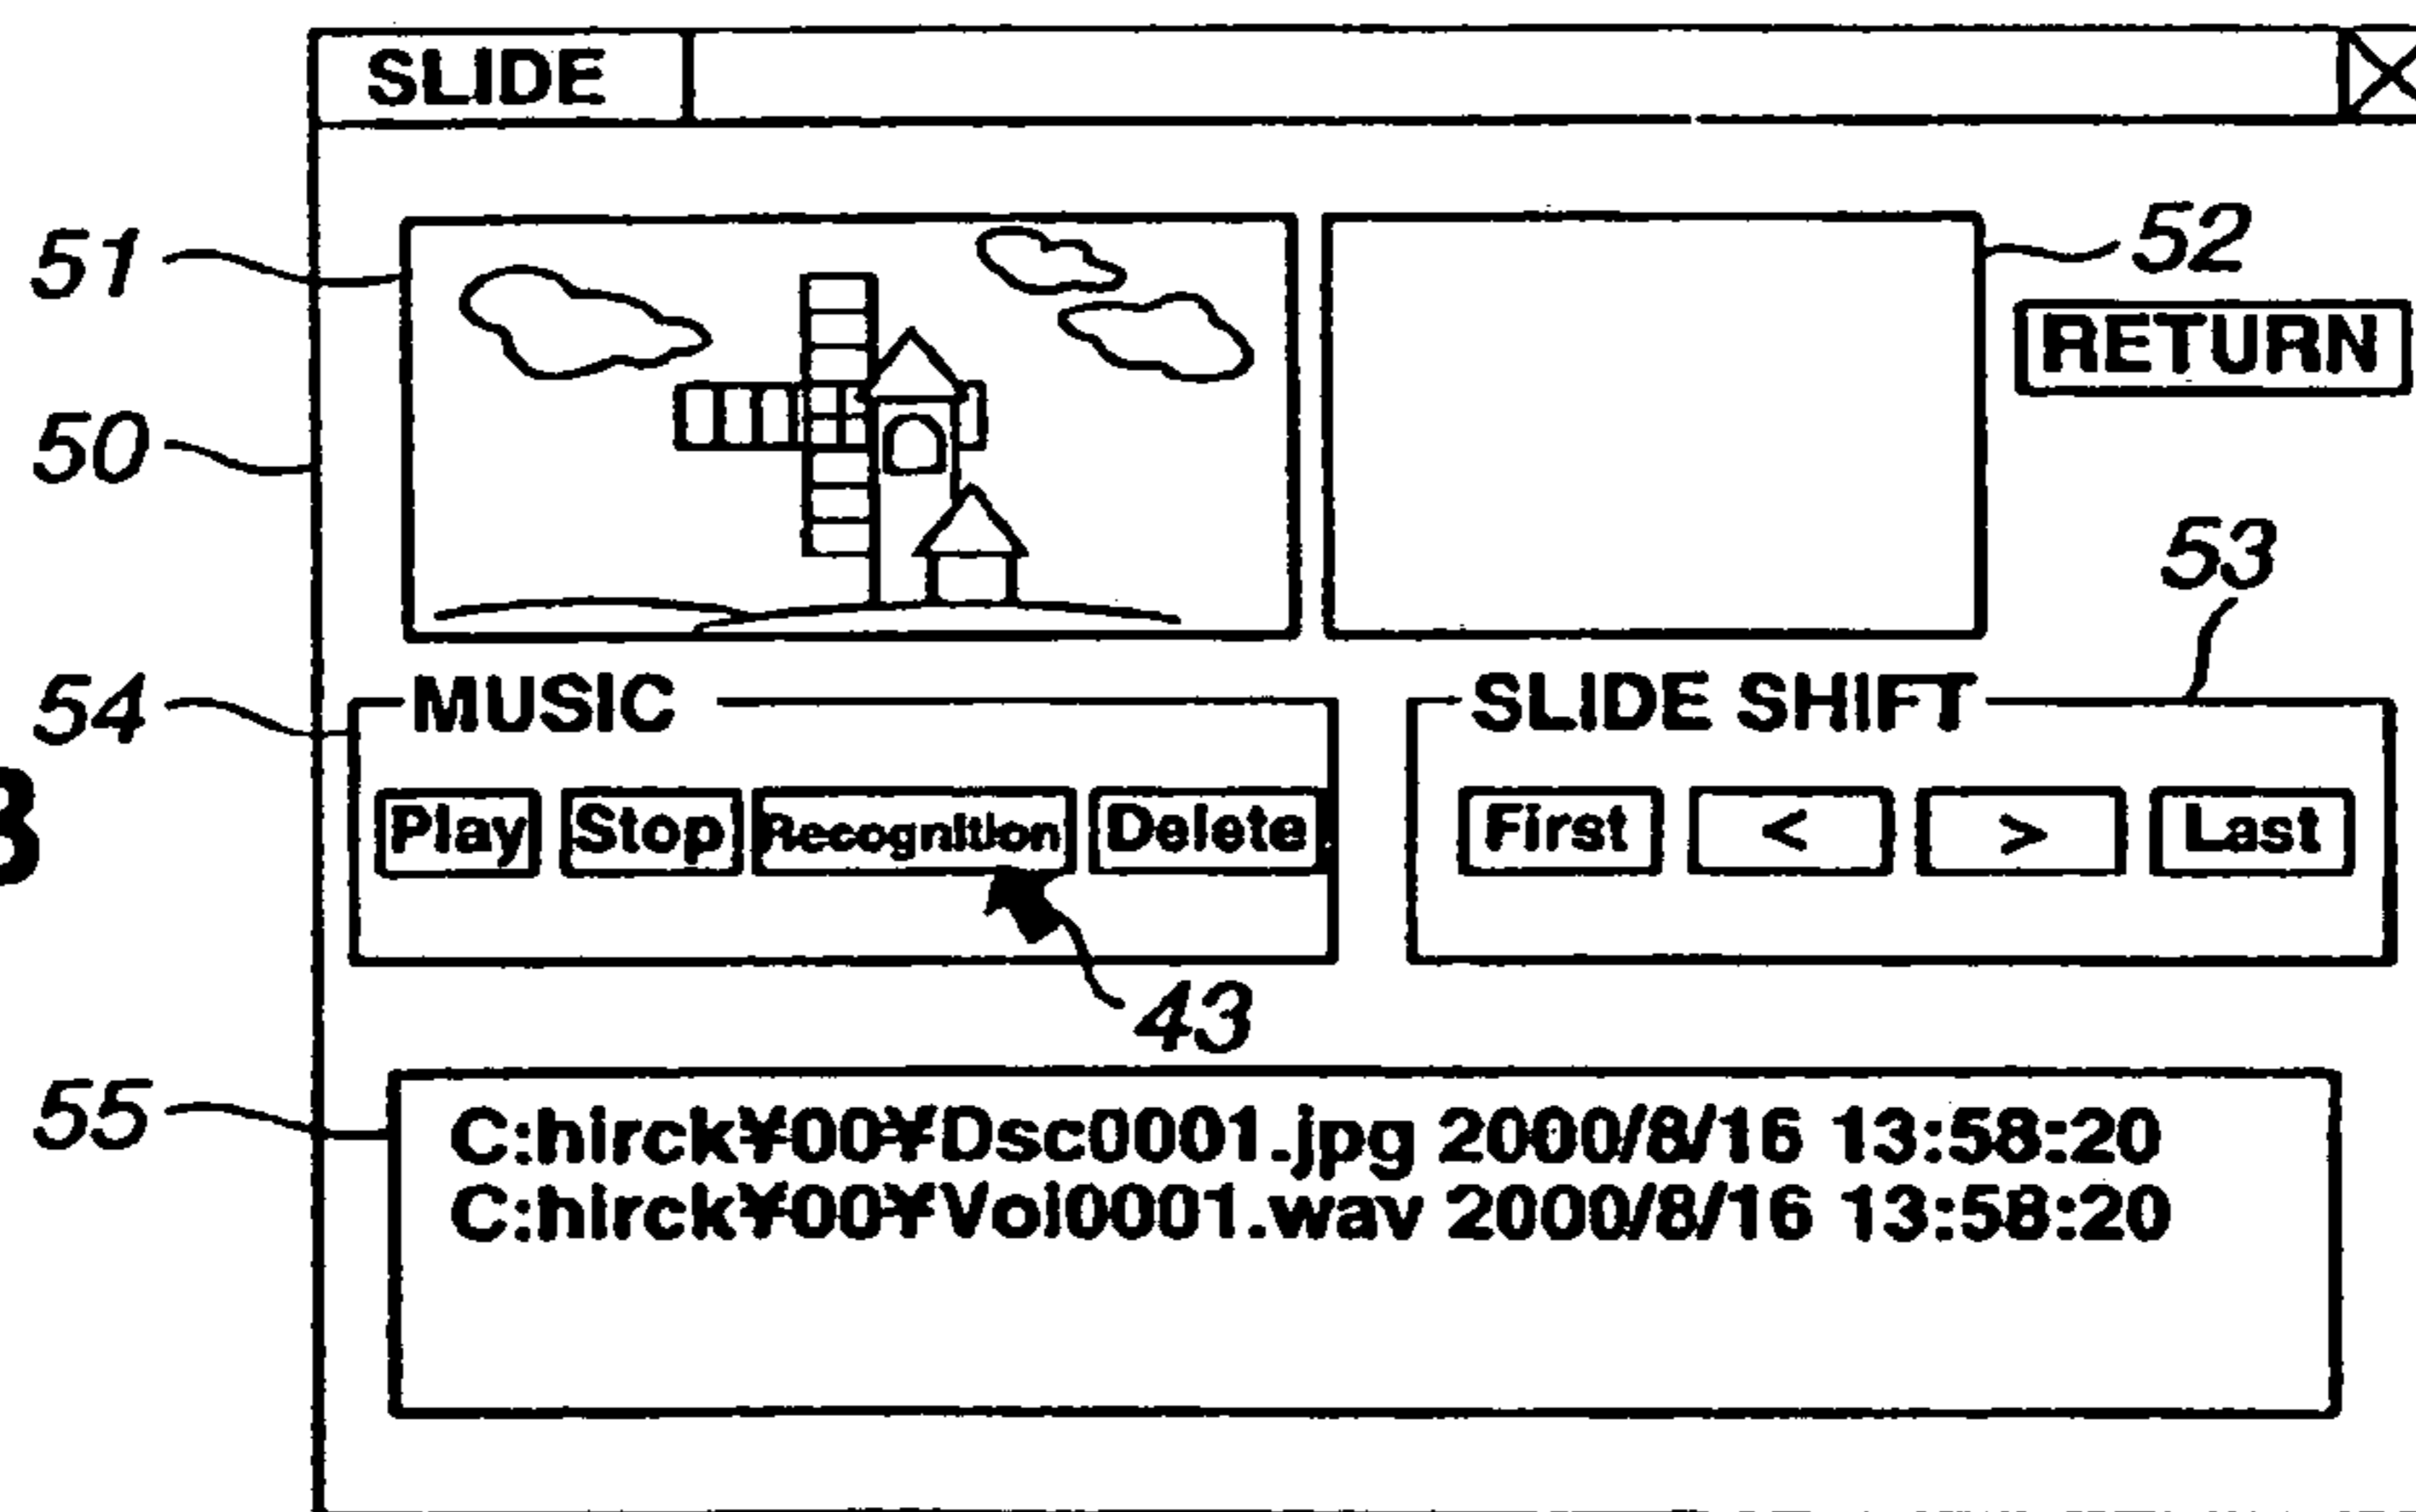 SLIDE
51
52
RETURN
50
53
54
MUSIC
SLIDE SHIFT
Play Stop Recognition Delete
First < > Last
43
55
C:hirck¥00¥Dsc0001.jpg 2000/8/16 13:58:20
C:hirck¥00¥Voi0001.wav 2000/8/16 13:58:20